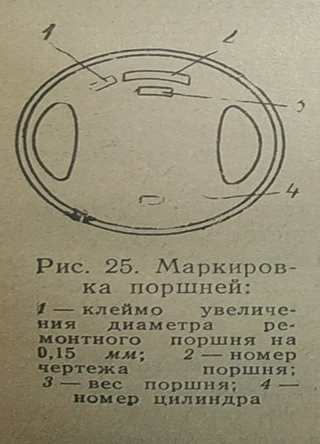 1
2
3
4
Рис. 25. Маркиров-
ка поршней:
1 — клеймо увеличе-
ния диаметра ре-
монтного поршня на
0,15 мм; 2 — номер
чертежа поршня;
3 — вес поршня; 4 —
номер цилиндра